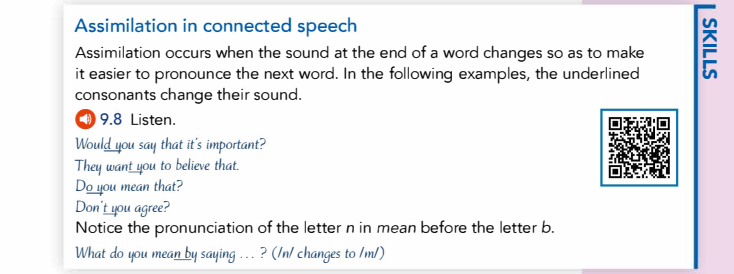 Assimilation in connected speech
Assimilation occurs when the sound at the end of a word changes so as to make
it easier to pronounce the next word. In the following examples, the underlined
consonants change their sound.
9.8 Listen.
Would you say that it's important?
They want you to believe that.
Do you mean that?
Don't you agree?
Notice the pronunciation of the letter n in mean before the letter b.
What do you mean by saying ... ? (/n/ changes to /m/)
SKILLS